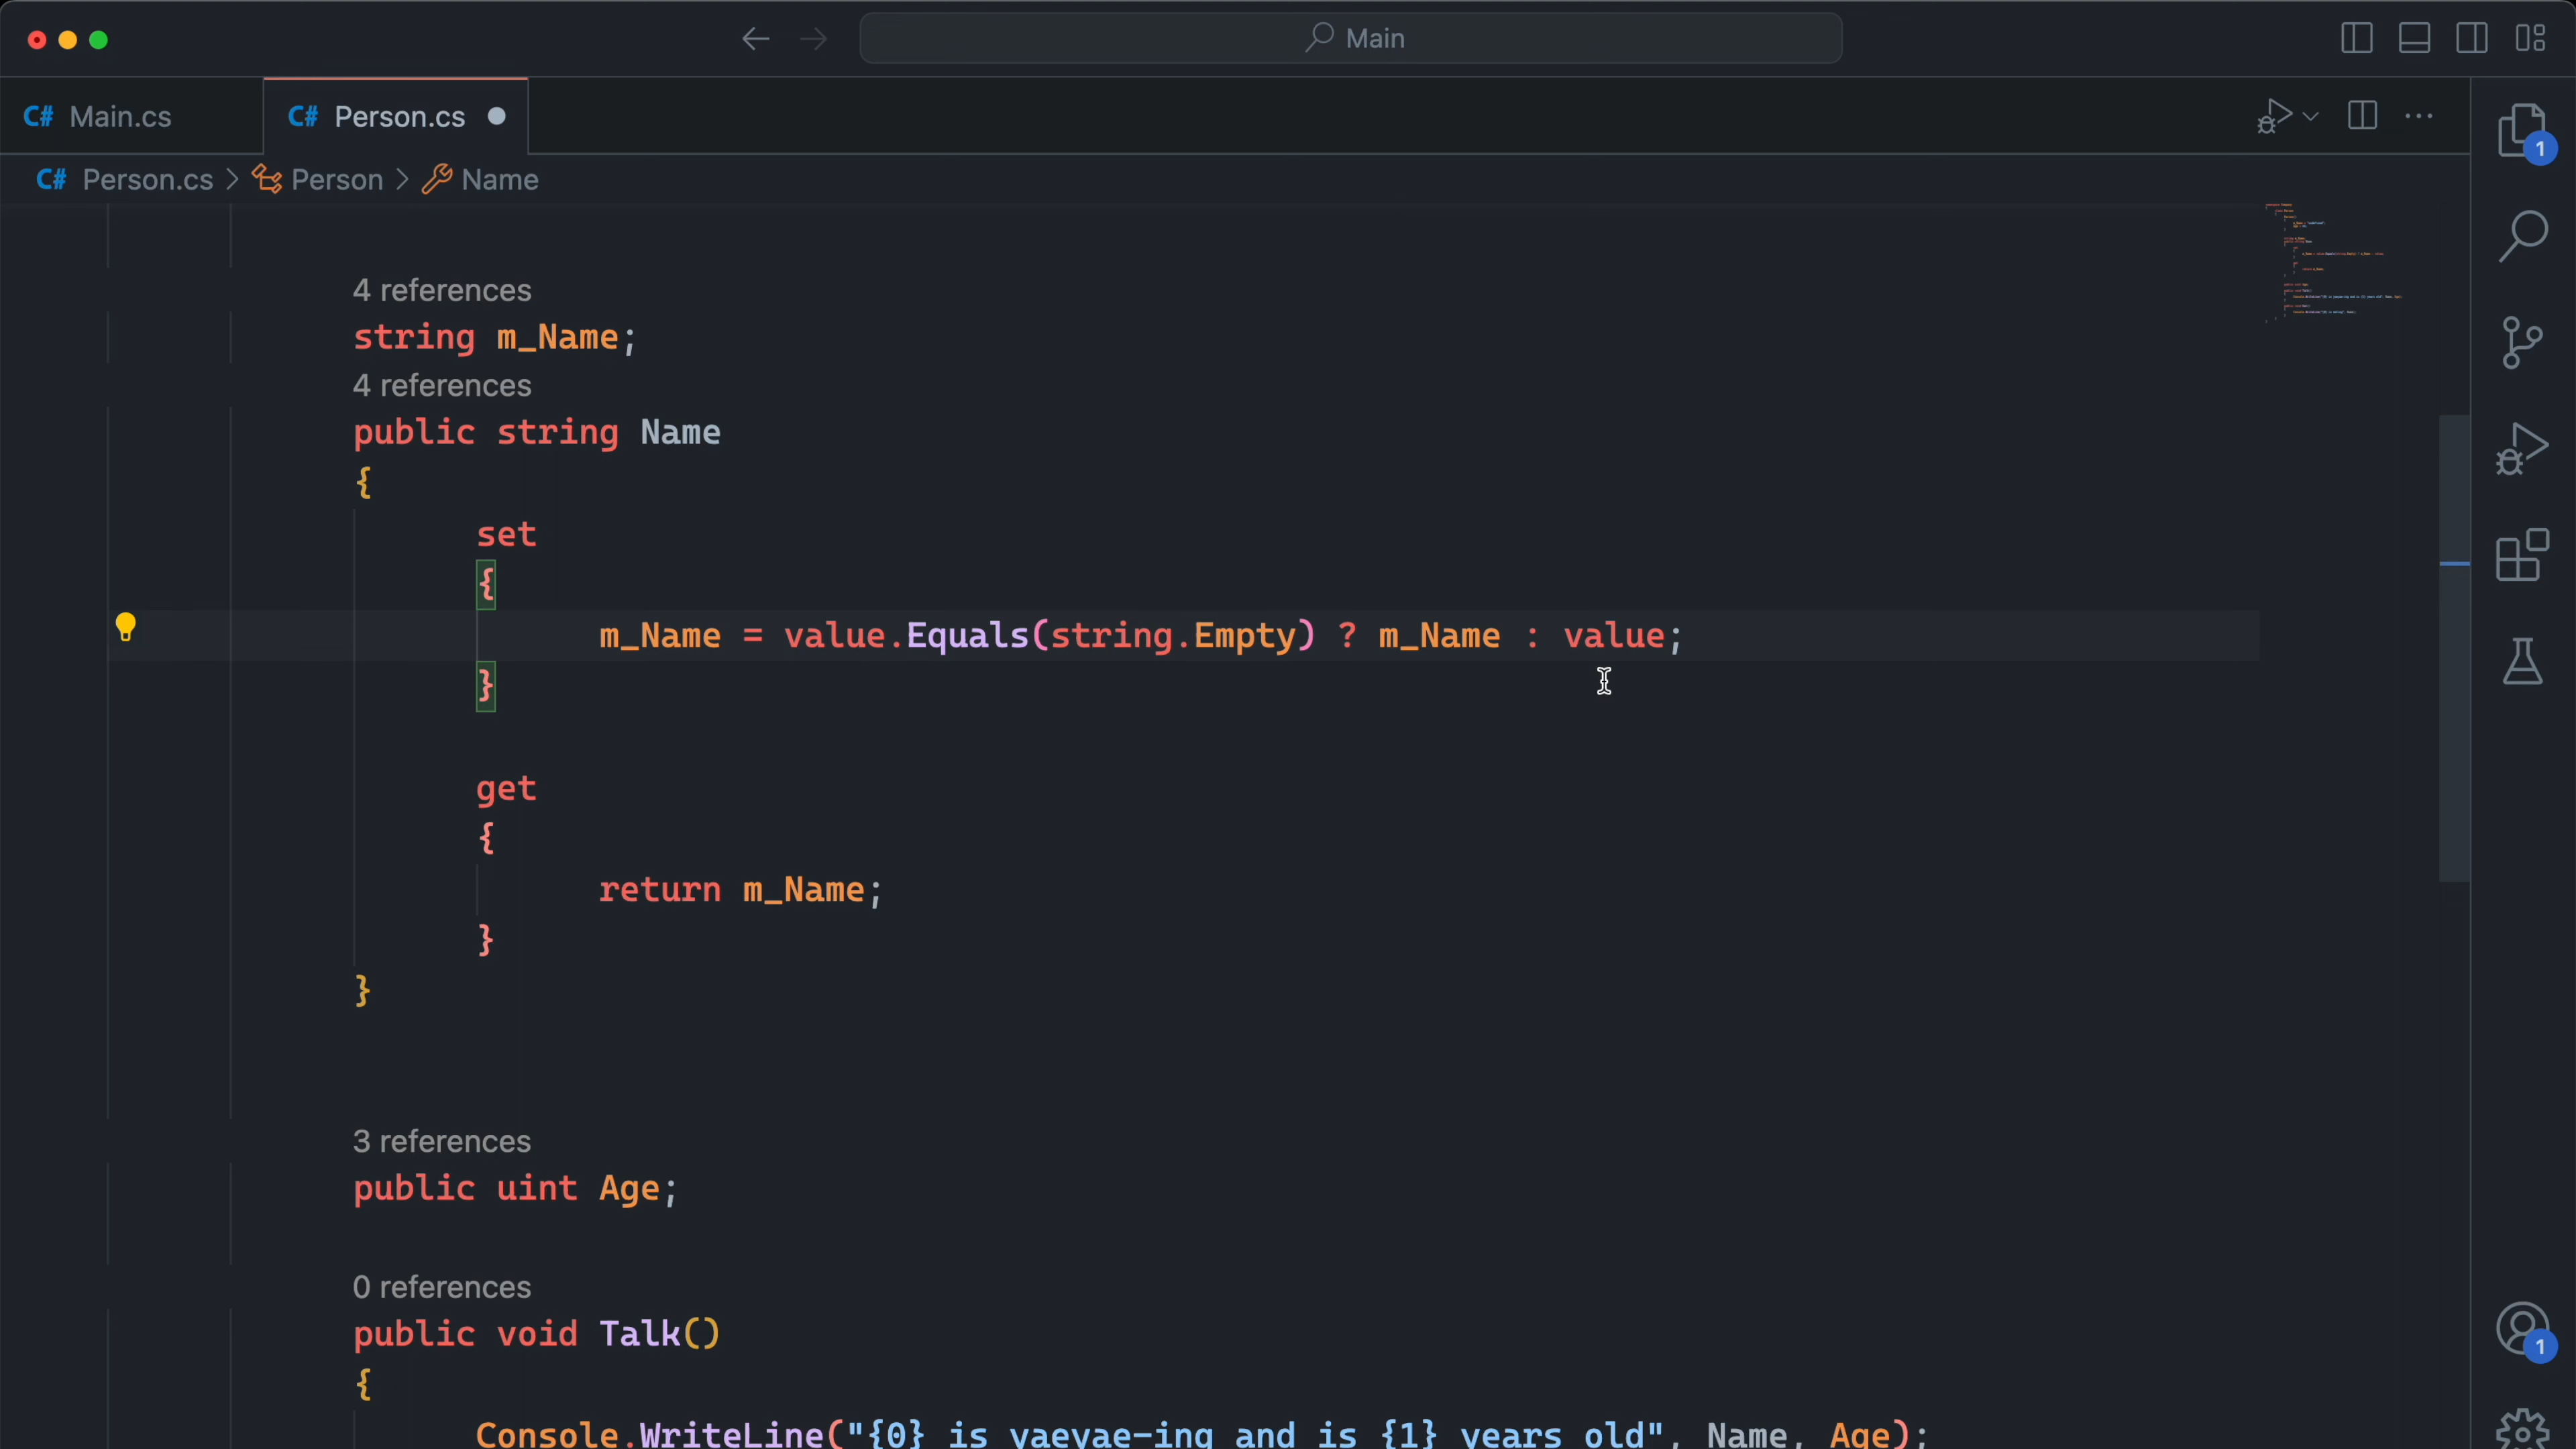 Main
C# Main.cs
C# Person.cs
C# Person.cs > Person > Name
4 references
string m_Name;
4 references
public string Name
{
set
{
m_Name = value.Equals(string.Empty) ? m_Name : value;
}
get
{
return m_Name;
}
}
3 references
public uint Age;
0 references
public void Talk()
{
Console.WriteLine("{0} is yaeyae-ing and is {1} years old", Name, Age);
1
1